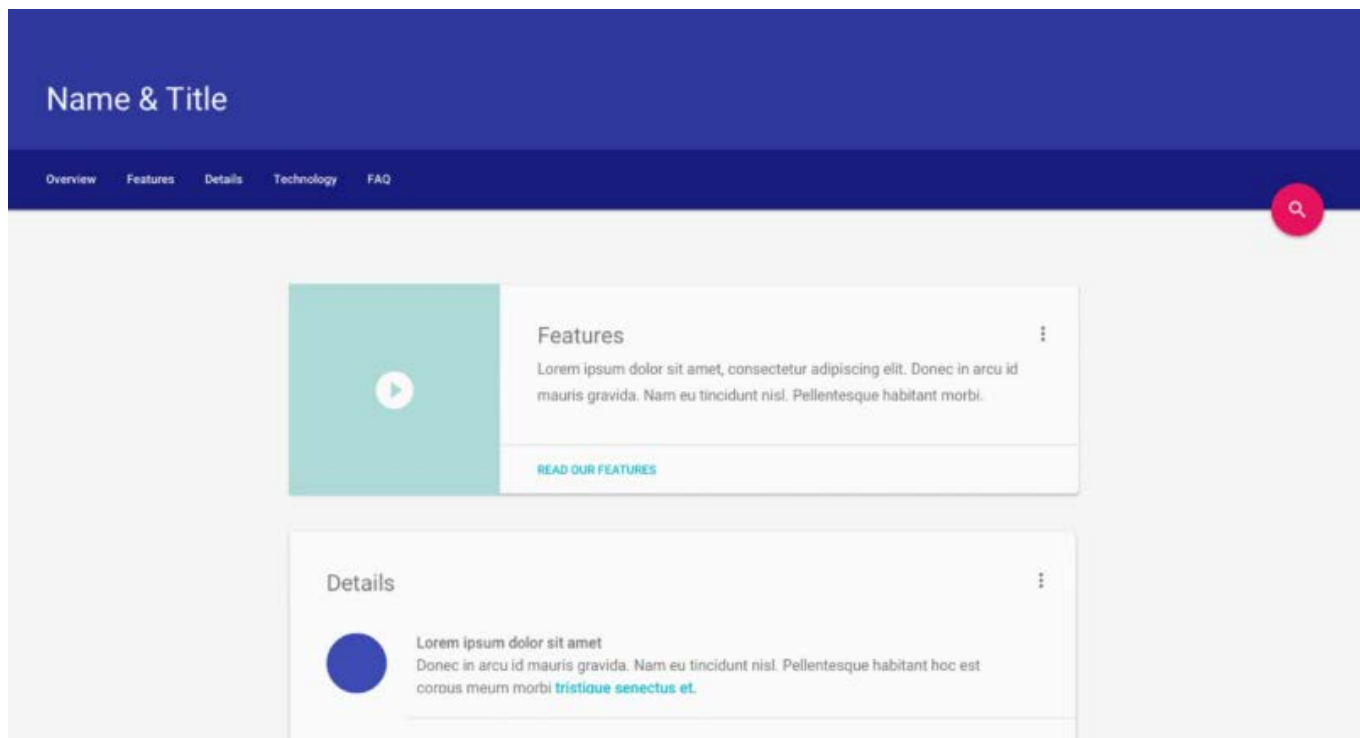 Name & Title
Overview Features Details Technology FAQ
Features
Lorem ipsum dolor sit amet, consectetur adipiscing elit. Donec in arcu id
mauris gravida. Nam eu tincidunt nisl. Pellentesque habitant morbi.
READ OUR FEATURES
Details
Lorem ipsum dolor sit amet
Donec in arcu id mauris gravida. Nam eu tincidunt nisl. Pellentesque habitant hoc est
corpus meum morbi tristique senectus et.